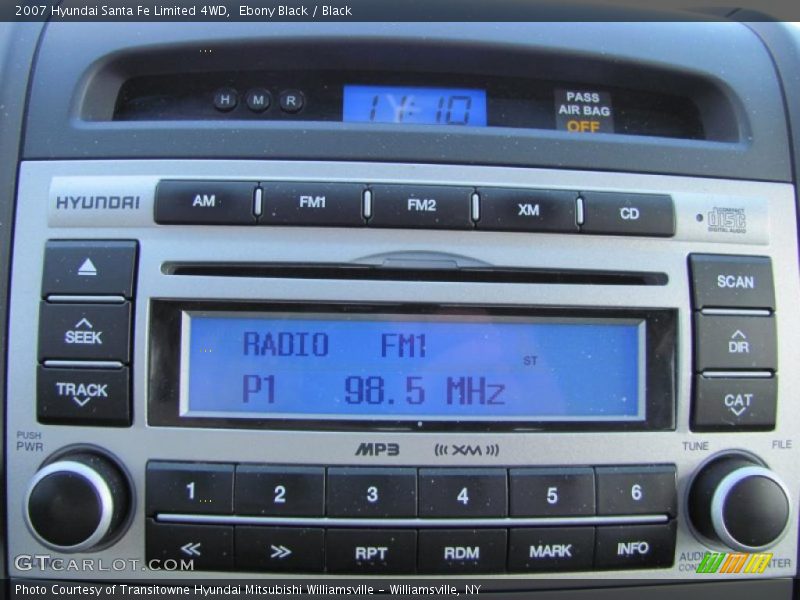 2007 Hyundai Santa Fe Limited 4WD, Ebony Black / Black
H M R
PASS
AIR BAG
OFF
HYUNDAI
AM FM1 FM2 XM CD
COMPACT
disc
DIGITAL AUDIO
SEEK
TRACK
SCAN
DIR
CAT
RADIO FM1
ST
P1 98.5 MHz
PUSH
PWR
MP3 ((( XM )))
TUNE FILE
1 2 3 4 5 6
<< >> RPT RDM MARK INFO
GTCARLOT.COM
Photo Courtesy of Transitowne Hyundai Mitsubishi Williamsville - Williamsville, NY